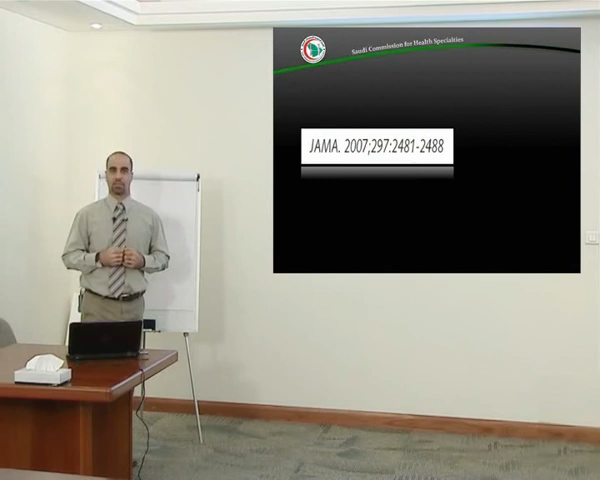 Saudi Commission for Health Specialties
JAMA. 2007;297:2481-2488